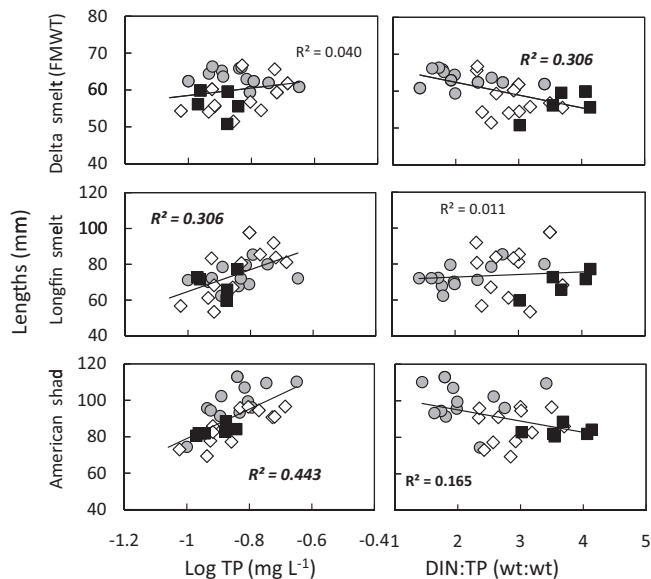 Lengths (mm)
Delta smelt (FMWT)
80
70
60
50
40
R² = 0.040
R² = 0.306
Longfin smelt
120
100
80
60
40
R² = 0.306
R² = 0.011
American shad
120
100
80
60
40
R² = 0.443
R² = 0.165
-1.2 -1 -0.8 -0.6 -0.4
1 2 3 4 5
Log TP (mg L⁻¹)
DIN:TP (wt:wt)